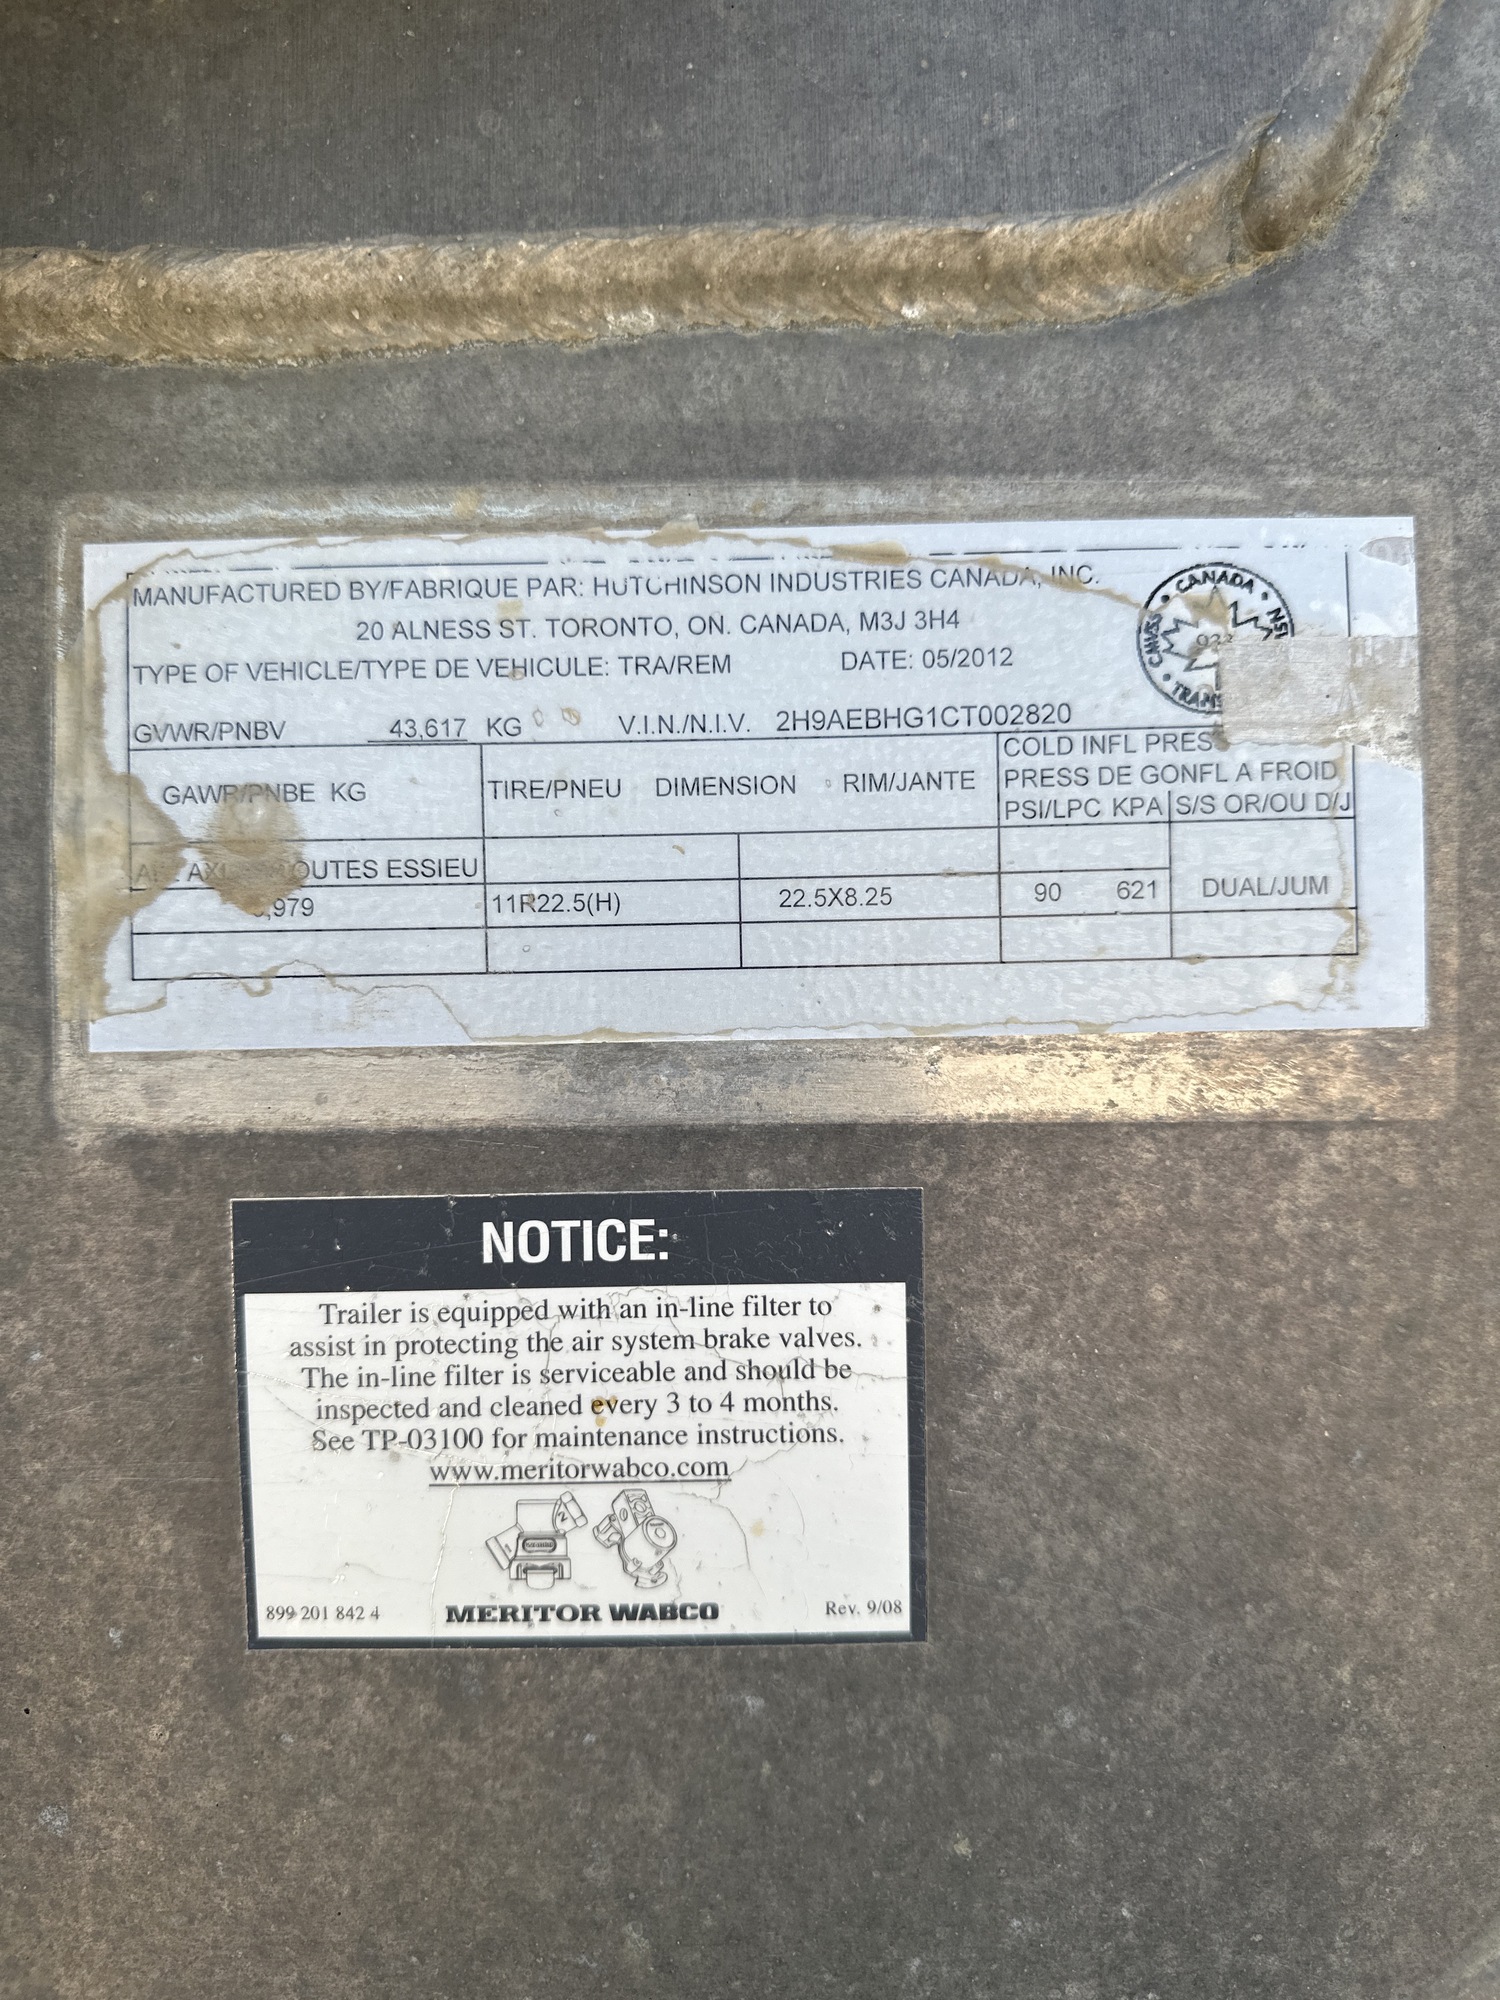 MANUFACTURED BY/FABRIQUE PAR: HUTCHINSON INDUSTRIES CANADA, INC.
20 ALNESS ST. TORONTO, ON. CANADA, M3J 3H4
TYPE OF VEHICLE/TYPE DE VEHICULE: TRA/REM DATE: 05/2012
CANADA
CMVSS
GVWR/PNBV 43,617 KG V.I.N./N.I.V. 2H9AEBHG1CT002820
GAWR/PNBE KG TIRE/PNEU DIMENSION RIM/JANTE
COLD INFL PRES
PRESS DE GONFL A FROID
PSI/LPC KPA S/S OR/OU D/J
ESSIEU
11R22.5(H) 22.5X8.25 90 621 DUAL/JUM
NOTICE:
Trailer is equipped with an in-line filter to
assist in protecting the air system brake valves.
The in-line filter is serviceable and should be
inspected and cleaned every 3 to 4 months.
See TP-03100 for maintenance instructions.
www.meritorwabco.com
899 201 842 4 MERITOR WABCO Rev. 9/08